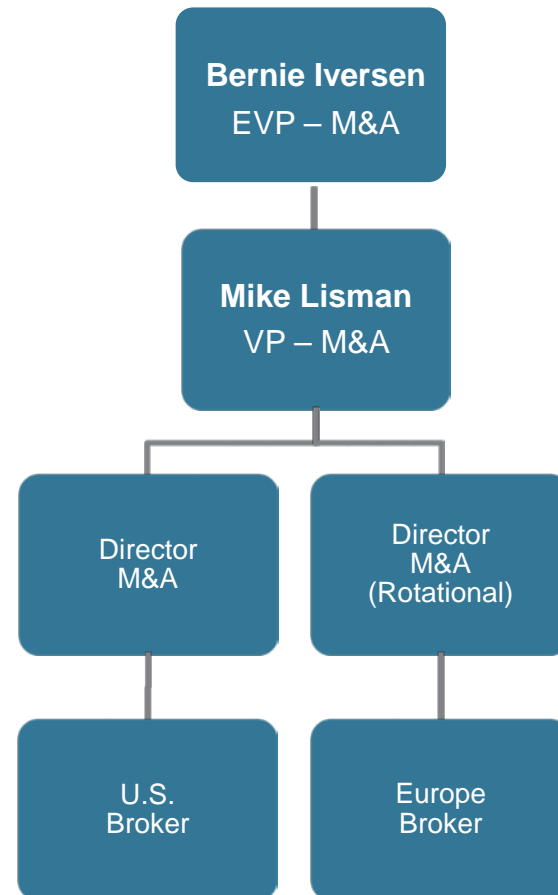 Bernie Iversen
EVP – M&A
Mike Lisman
VP – M&A
Director
M&A
Director
M&A
(Rotational)
U.S.
Broker
Europe
Broker